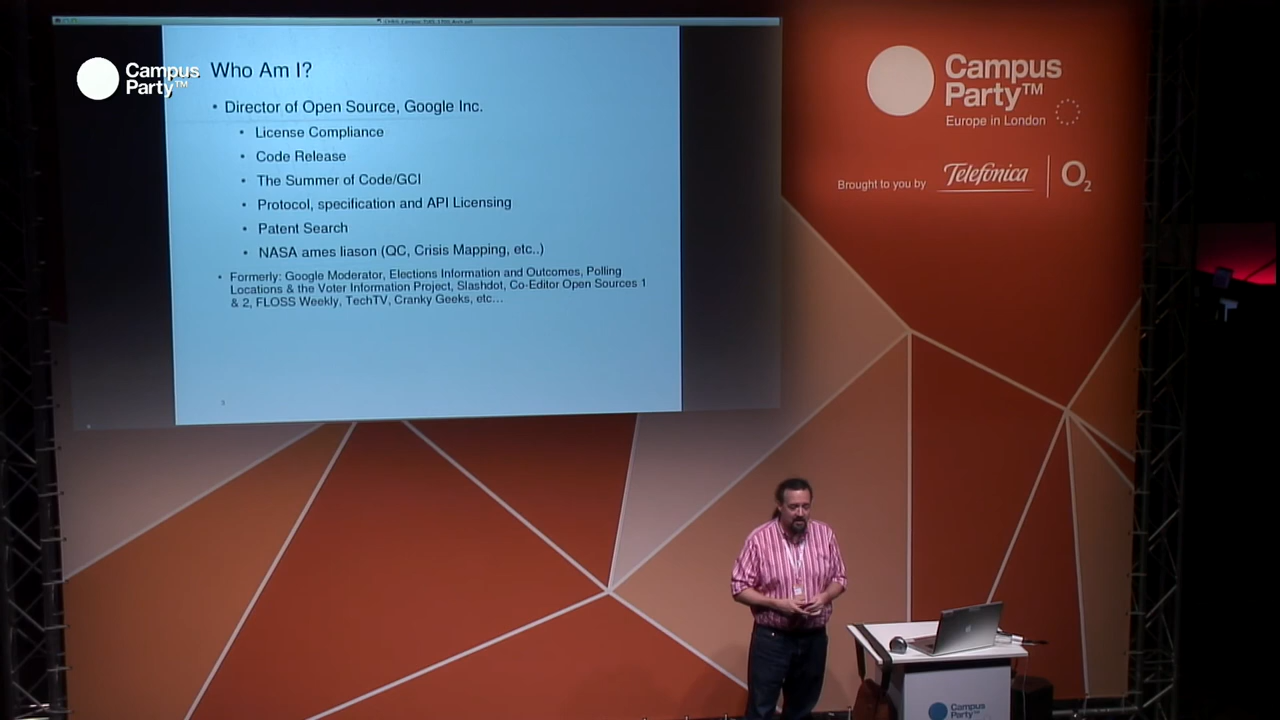 Campus
Party™
Who Am I?
• Director of Open Source, Google Inc.
• License Compliance
• Code Release
• The Summer of Code/GCI
• Protocol, specification and API Licensing
• Patent Search
• NASA ames liason (QC, Crisis Mapping, etc..)
• Formerly: Google Moderator, Elections Information and Outcomes, Polling
Locations & the Voter Information Project, Slashdot, Co-Editor Open Sources 1
& 2, FLOSS Weekly, TechTV, Cranky Geeks, etc…
Campus
Party™
Europe in London
Brought to you by Telefónica O2
Campus
Party™